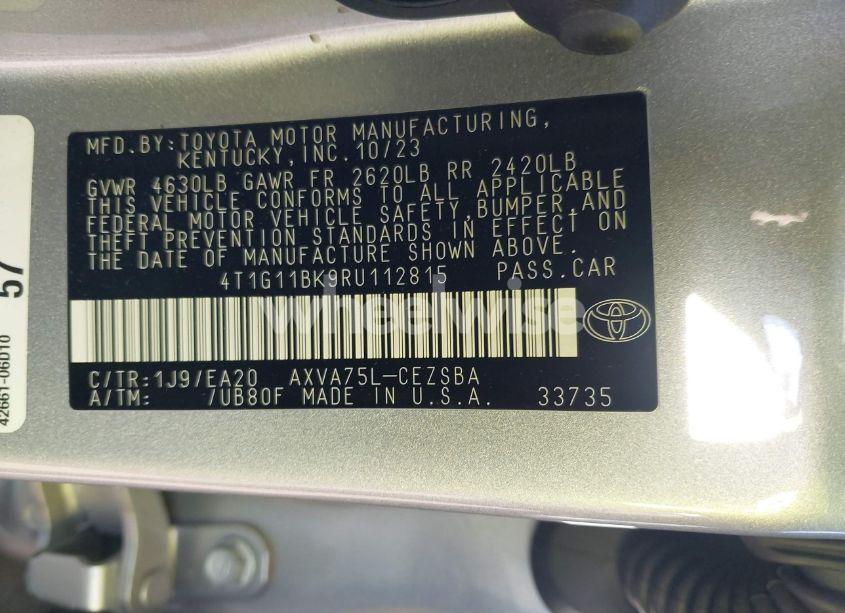 MFD.BY:TOYOTA MOTOR MANUFACTURING,
KENTUCKY,INC.10/23
GVWR 4630LB GAWR FR 2620LB RR 2420LB
THIS VEHICLE CONFORMS TO ALL APPLICABLE
FEDERAL MOTOR VEHICLE SAFETY,BUMPER,AND
THEFT PREVENTION STANDARDS IN EFFECT ON
THE DATE OF MANUFACTURE SHOWN ABOVE.
4T1G11BK9RU112815 PASS.CAR
wheelwise
C/TR:1J9/EA20 AXVA75L-CEZSBA
A/TM: /UB80F MADE IN U.S.A. 33735
57
42661-06D10